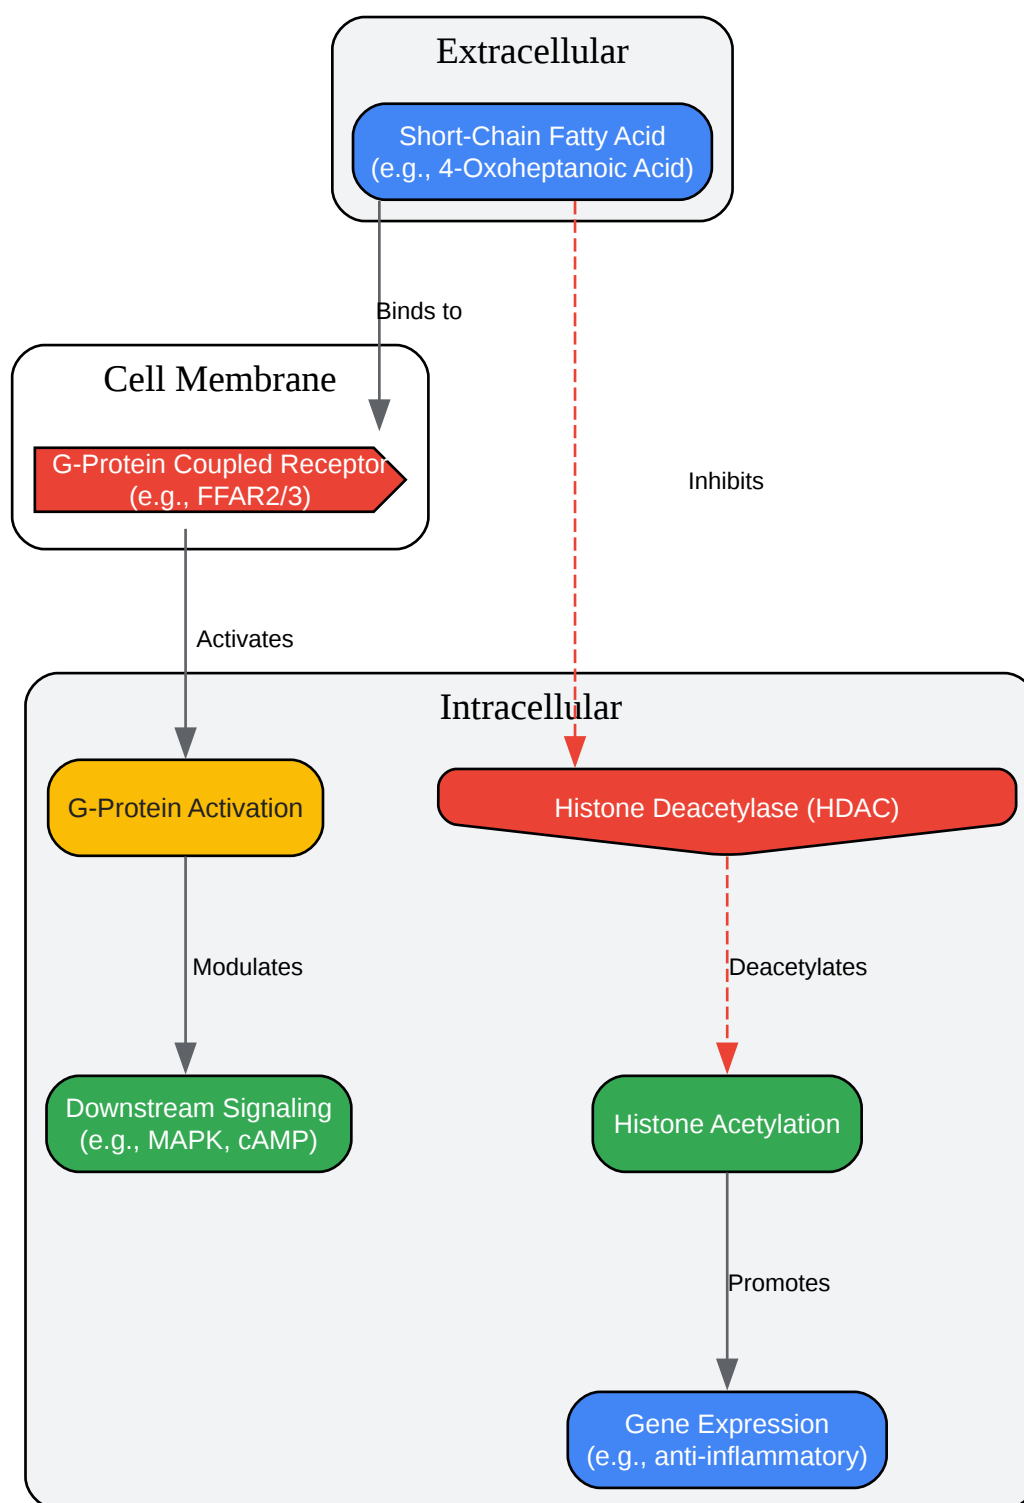 Extracellular
Short-Chain Fatty Acid
(e.g., 4-Oxoheptanoic Acid)
Binds to
Cell Membrane
G-Protein Coupled Receptor
(e.g., FFAR2/3)
Inhibits
Activates
Intracellular
G-Protein Activation
Histone Deacetylase (HDAC)
Modulates
Deacetylates
Downstream Signaling
(e.g., MAPK, cAMP)
Histone Acetylation
Promotes
Gene Expression
(e.g., anti-inflammatory)